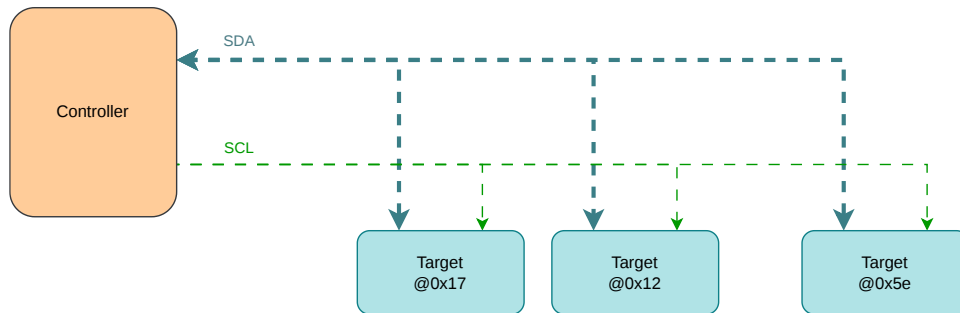 SDA
Controller
SCL
Target
@0x17
Target
@0x12
Target
@0x5e